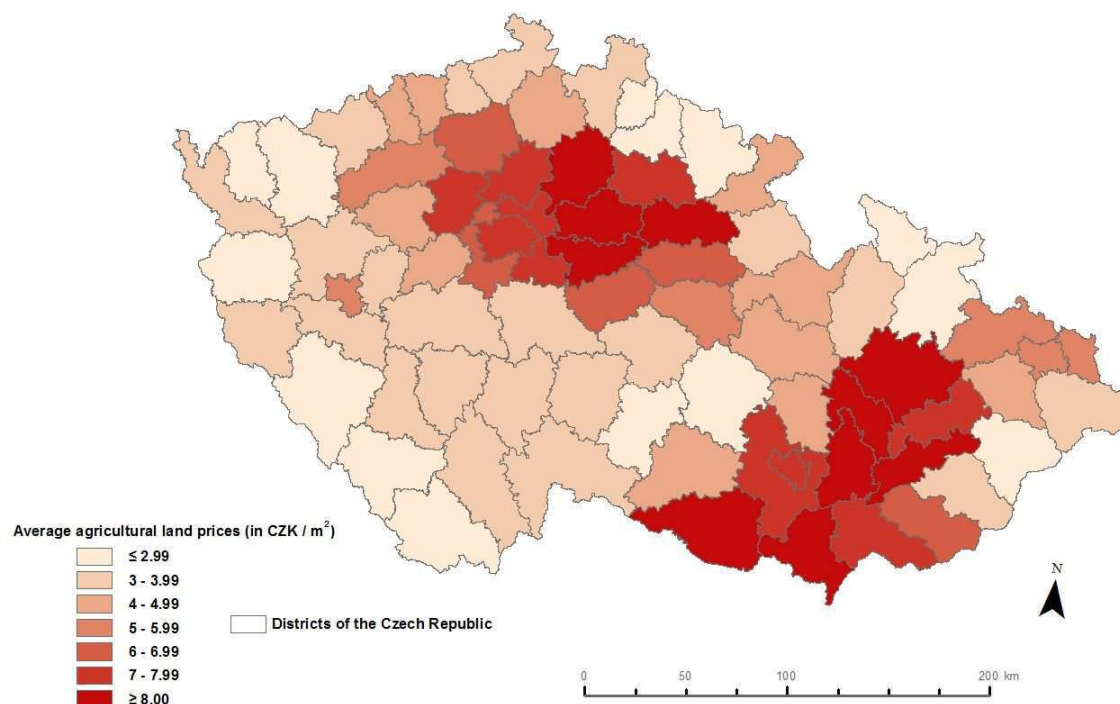 Average agricultural land prices (in CZK / m²)
≤ 2.99
3 - 3.99
4 - 4.99
5 - 5.99
6 - 6.99
7 - 7.99
≥ 8.00
Districts of the Czech Republic
N
0 50 100 200 km